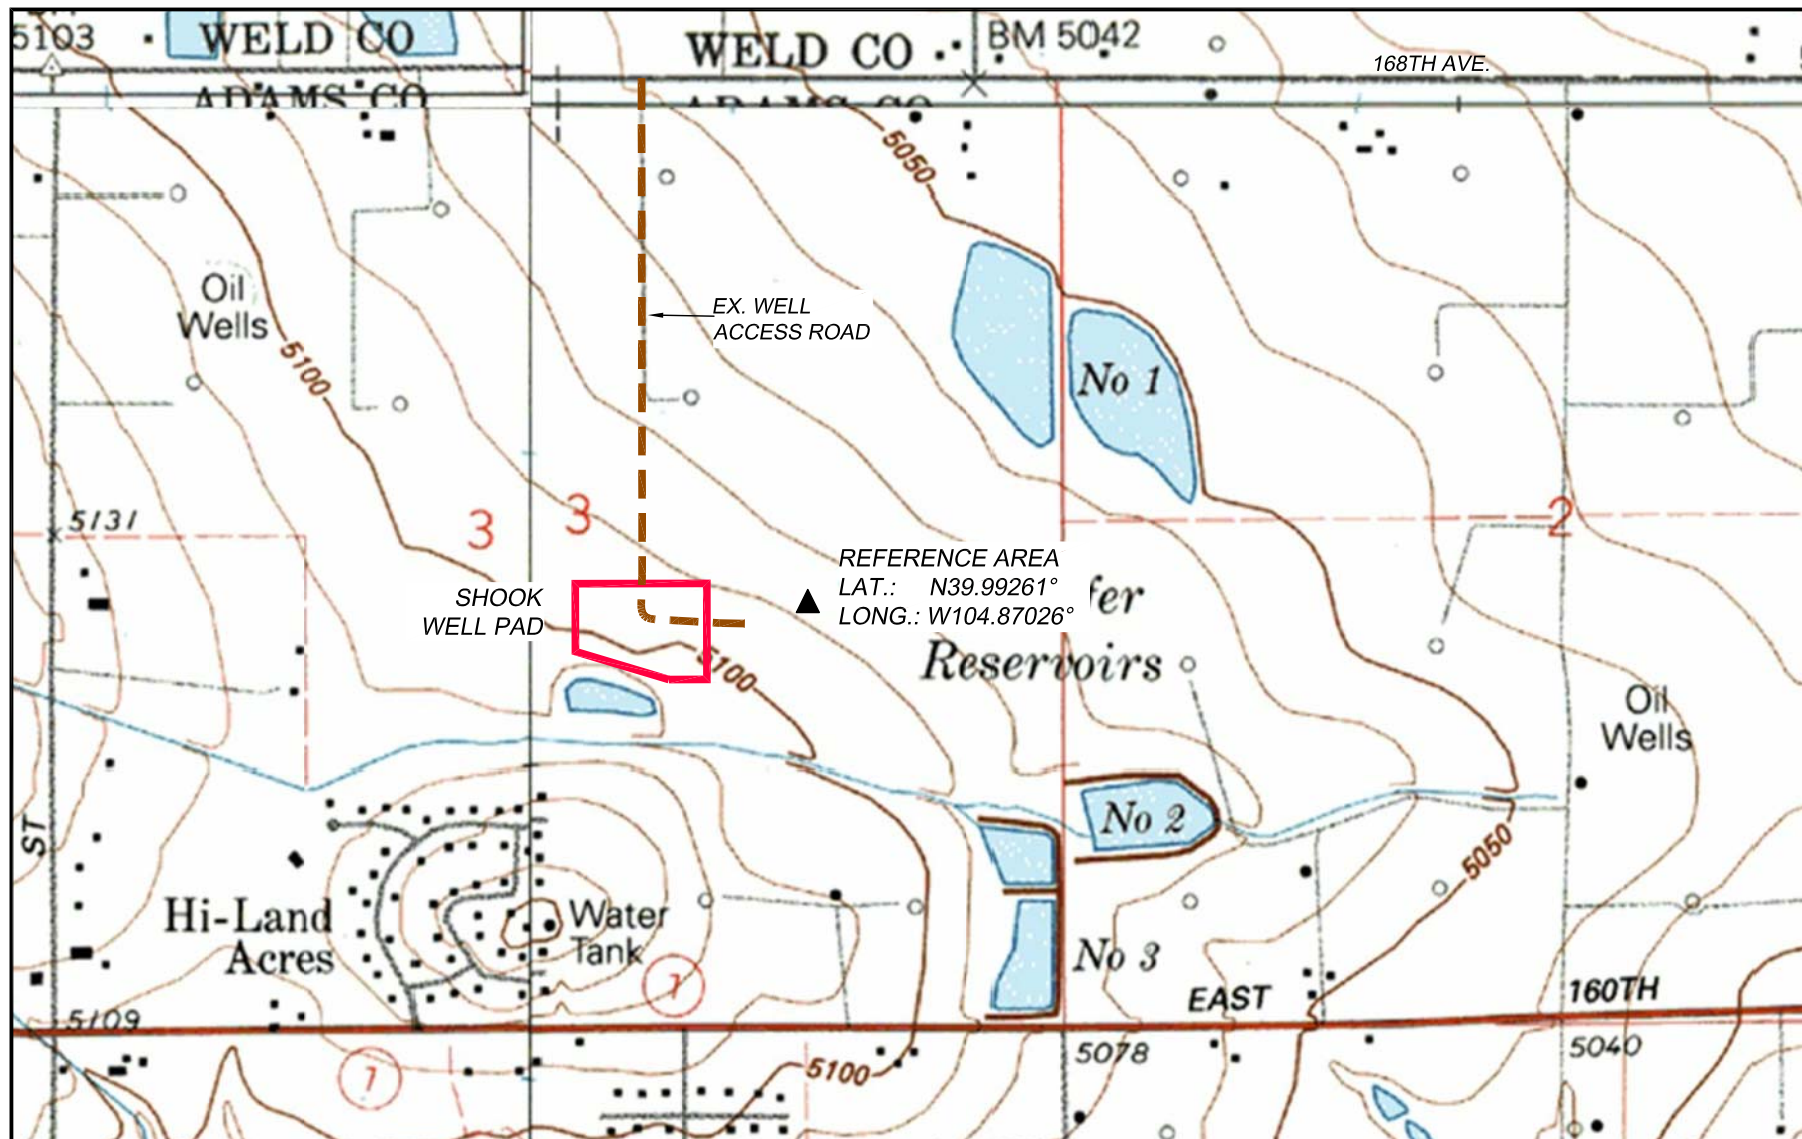 5103
WELD CO
WELD CO
BM 5042
168TH AVE.
ADAMS CO
ADAMS CO
5050
Oil
Wells
EX. WELL
ACCESS ROAD
5100
No 1
5131
3
3
2
REFERENCE AREA
LAT.: N39.99261°
LONG.: W104.87026°
SHOOK
WELL PAD
fer
Reservoirs
5100
Oil
Wells
No 2
ST
5050
Hi-Land
Acres
Water
Tank
No 3
7
EAST
160TH
5109
5078
5040
7
5100